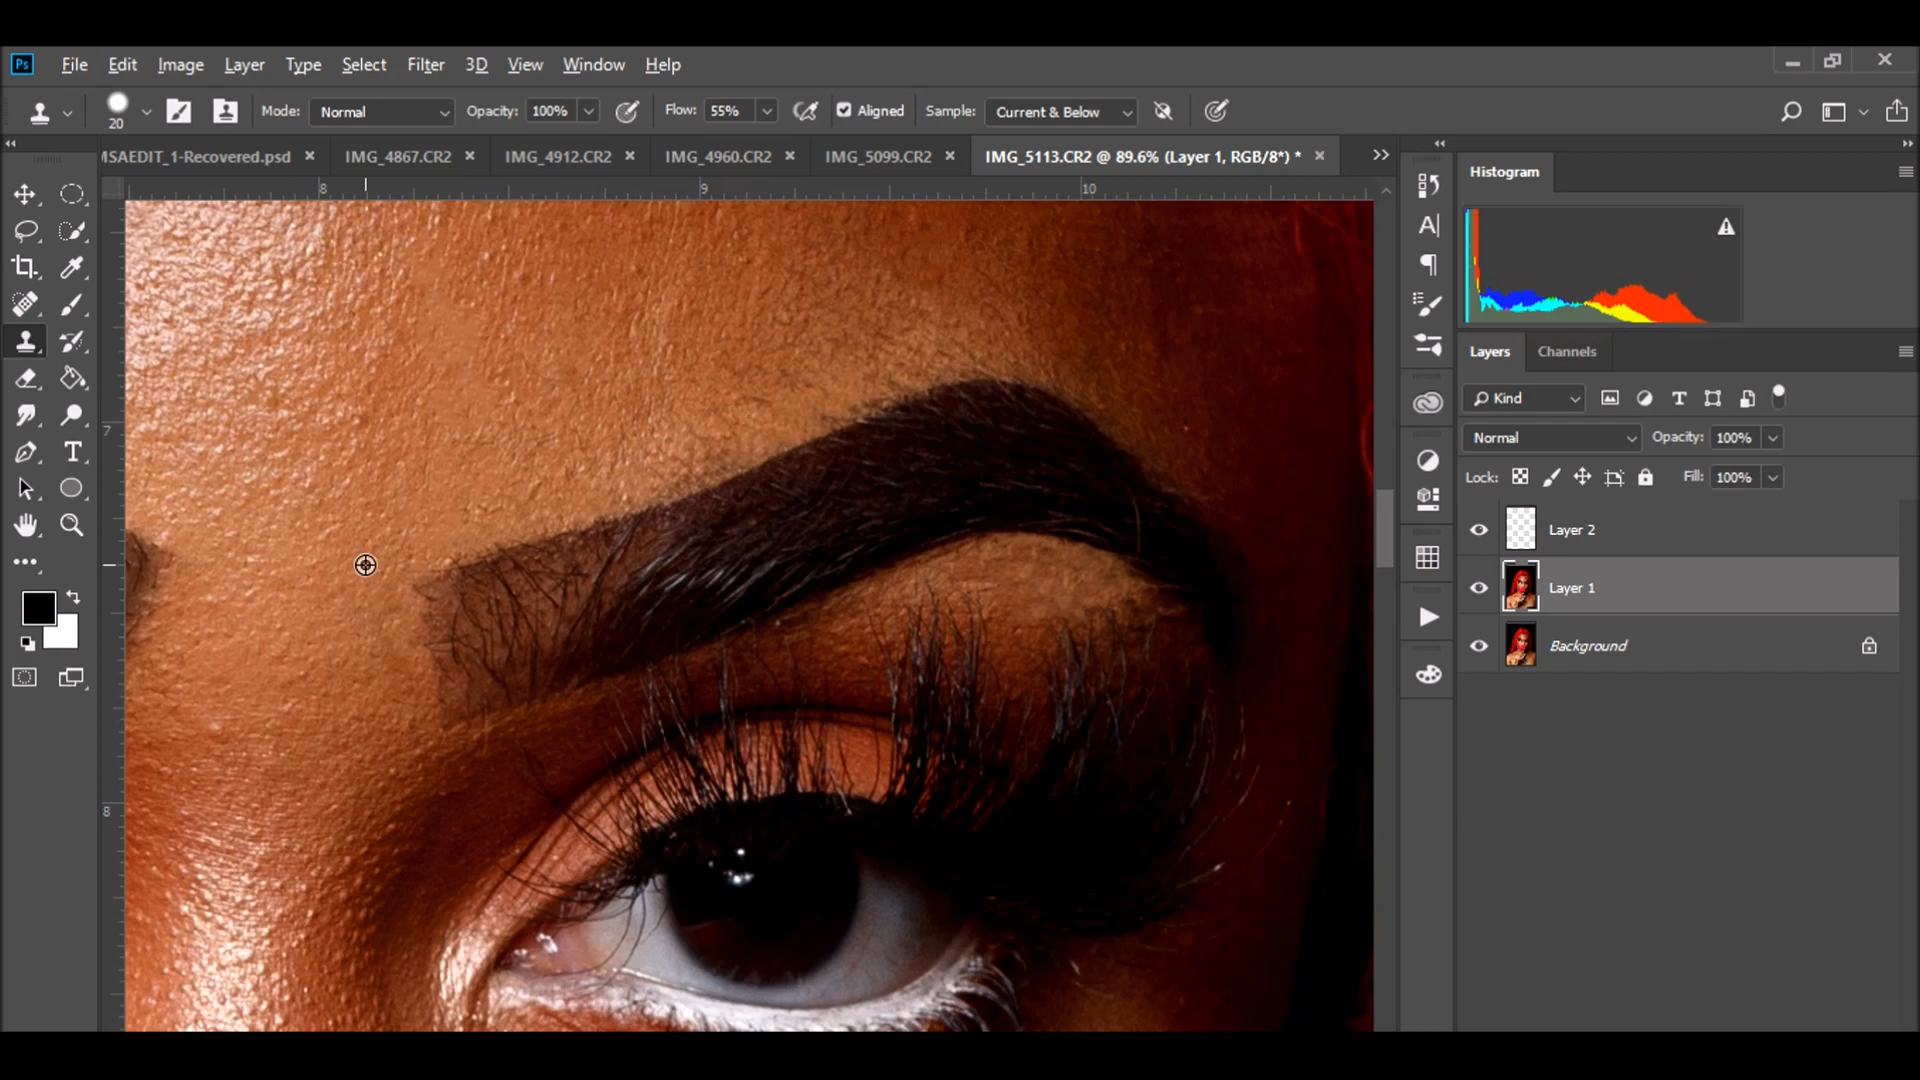 Ps File Edit Image Layer Type Select Filter 3D View Window Help
20 Mode: Normal Opacity: 100% Flow: 55% Aligned Sample: Current & Below
MSAEDIT_1-Recovered.psd × IMG_4867.CR2 × IMG_4912.CR2 × IMG_4960.CR2 × IMG_5099.CR2 × IMG_5113.CR2 @ 89.6% (Layer 1, RGB/8*) * ×
8 9 10
7
8
Histogram
Layers Channels
Kind
Normal Opacity: 100%
Lock: Fill: 100%
Layer 2
Layer 1
Background